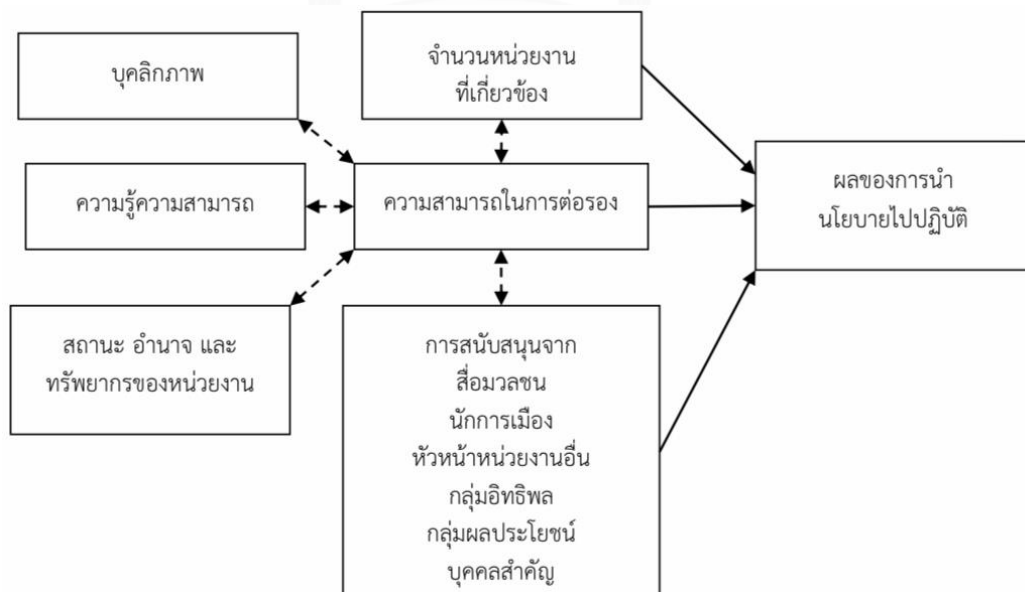 บุคลิกภาพ
จำนวนหน่วยงาน
ที่เกี่ยวข้อง
ความรู้ความสามารถ
ความสามารถในการต่อรอง
ผลของการนำ
นโยบายไปปฏิบัติ
สถานะ อำนาจ และ
ทรัพยากรของหน่วยงาน
การสนับสนุนจาก
สื่อมวลชน
นักการเมือง
หัวหน้าหน่วยงานอื่น
กลุ่มอิทธิพล
กลุ่มผลประโยชน์
บุคคลสำคัญ